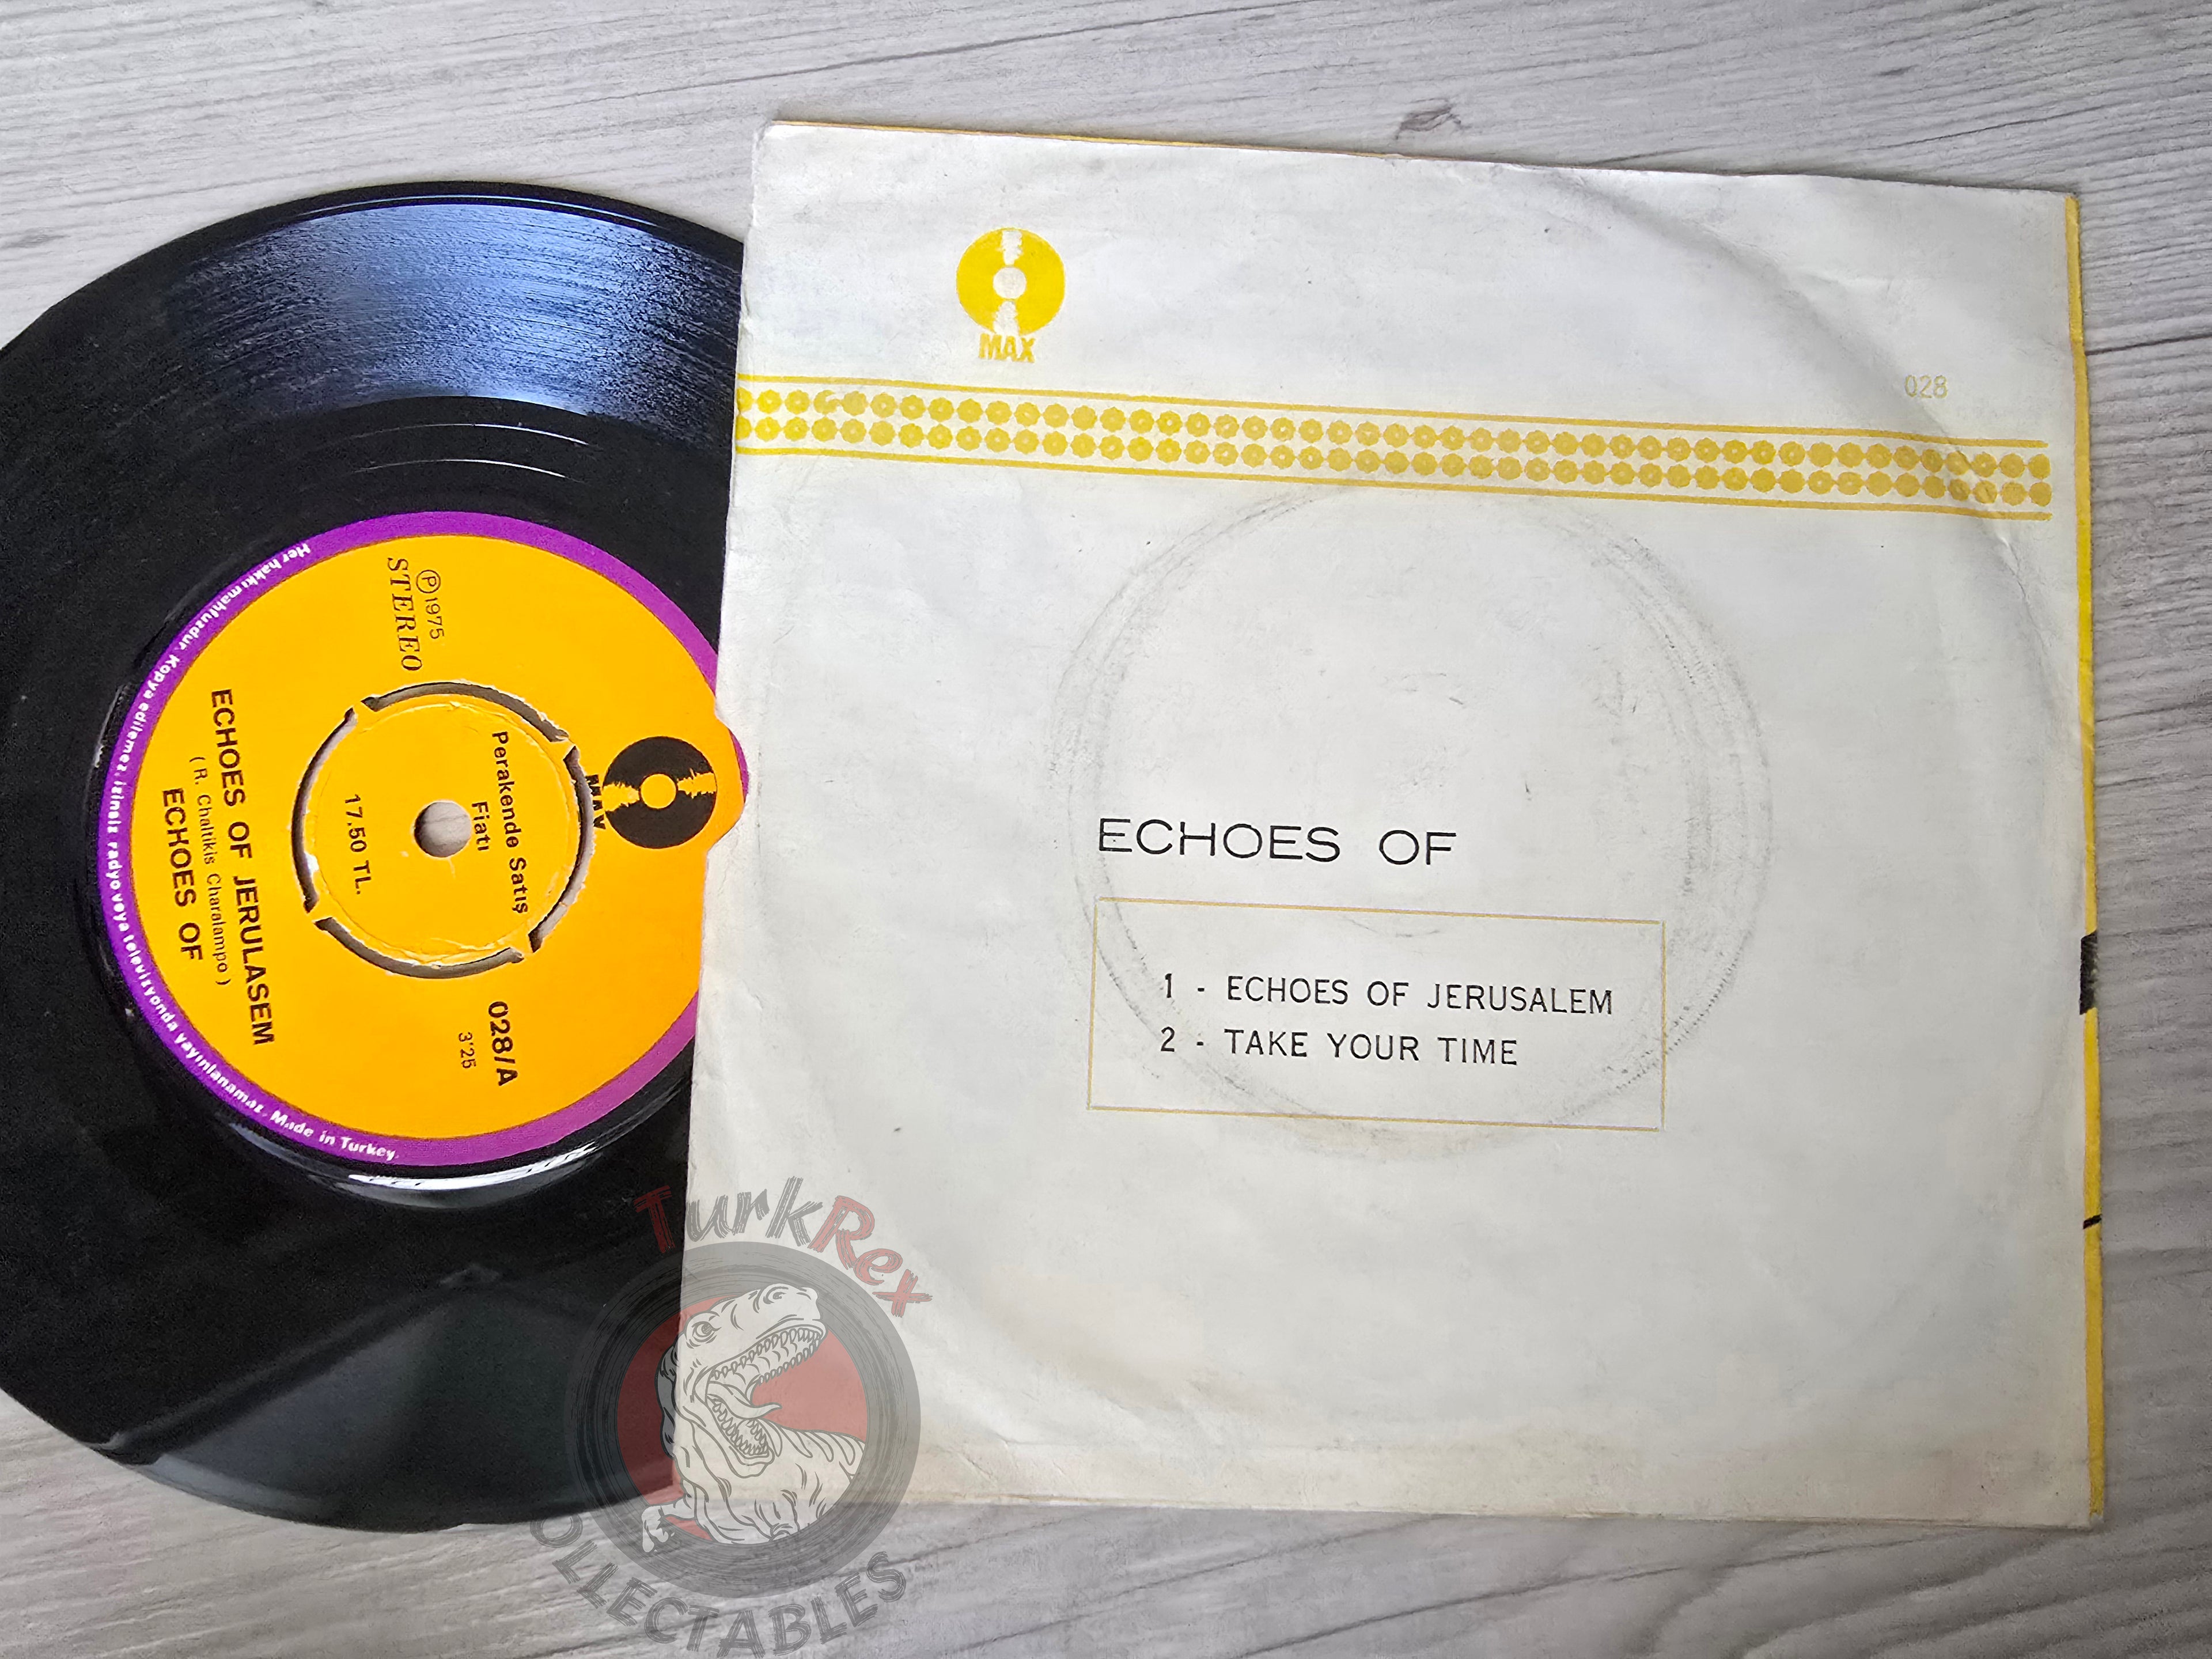 Her hakkı mahfuzdur. Kopya edilemez, izinsiz radyo veya televizyonda yayınlanamaz. Made in Turkey.
Ⓟ1975
STEREO
MAX
Perakende Satış
Fiatı
17.50 TL.
028/A
3'25
ECHOES OF JERULASEM
( R. Chaltikis Charalampo )
ECHOES OF
MAX
028
ECHOES OF
1 - ECHOES OF JERUSALEM
2 - TAKE YOUR TIME
TurkRex
COLLECTABLES